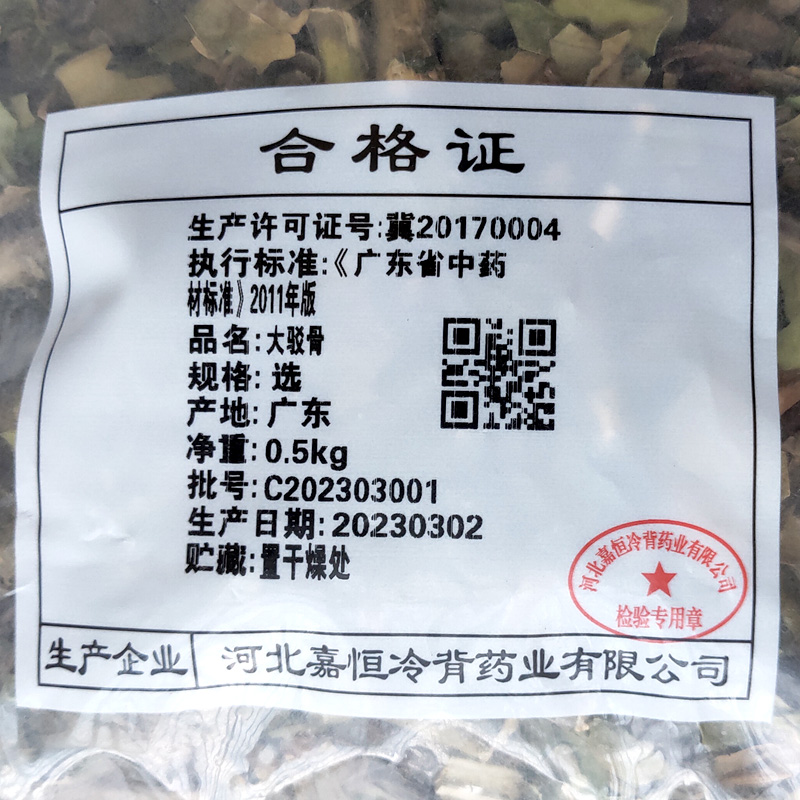 合格证
生产许可证号:冀20170004
执行标准:《广东省中药
材标准》2011年版
品名:大驳骨
规格:选
产地:广东
净重:0.5kg
批号:C202303001
生产日期:20230302
贮藏:置干燥处
河北嘉恒冷背药业有限公司
检验专用章
生产企业 河北嘉恒冷背药业有限公司